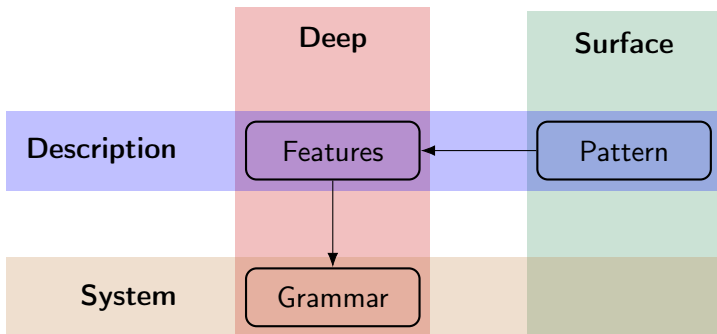 Deep
Surface
Description
Features
Pattern
System
Grammar